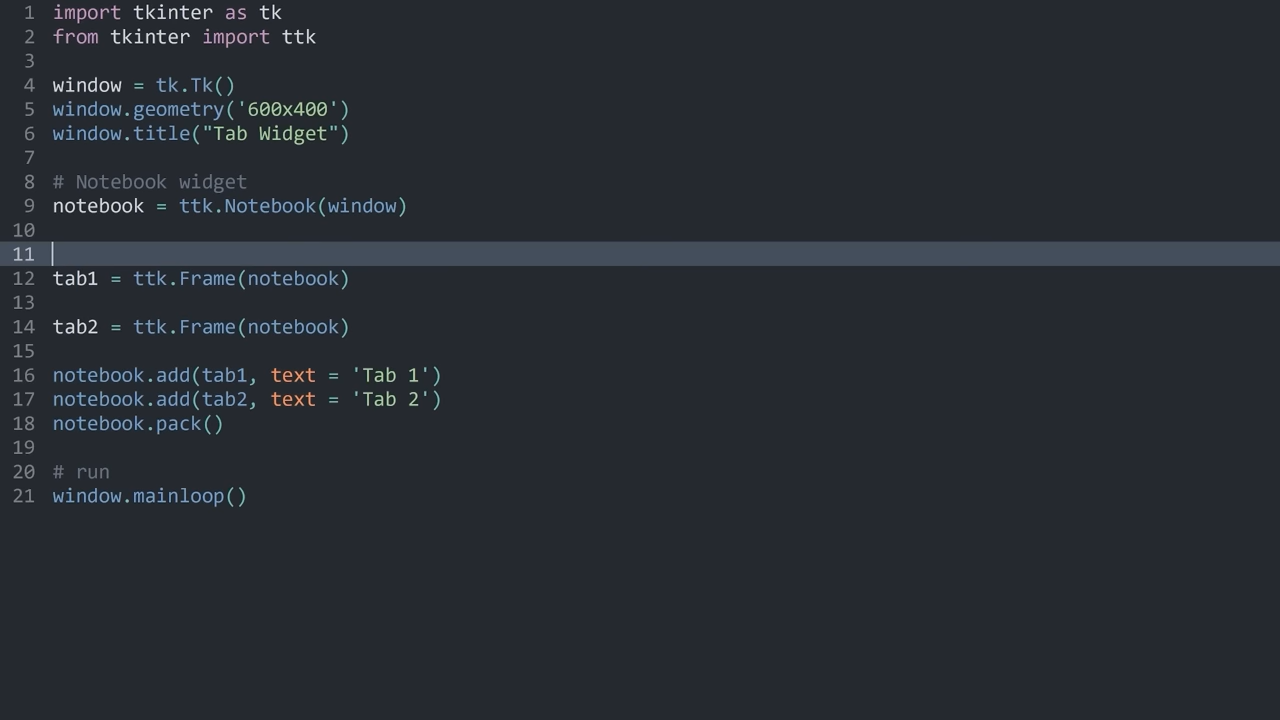 1 import tkinter as tk
2 from tkinter import ttk
3
4 window = tk.Tk()
5 window.geometry('600x400')
6 window.title("Tab Widget")
7
8 # Notebook widget
9 notebook = ttk.Notebook(window)
10
11
12 tab1 = ttk.Frame(notebook)
13
14 tab2 = ttk.Frame(notebook)
15
16 notebook.add(tab1, text = 'Tab 1')
17 notebook.add(tab2, text = 'Tab 2')
18 notebook.pack()
19
20 # run
21 window.mainloop()